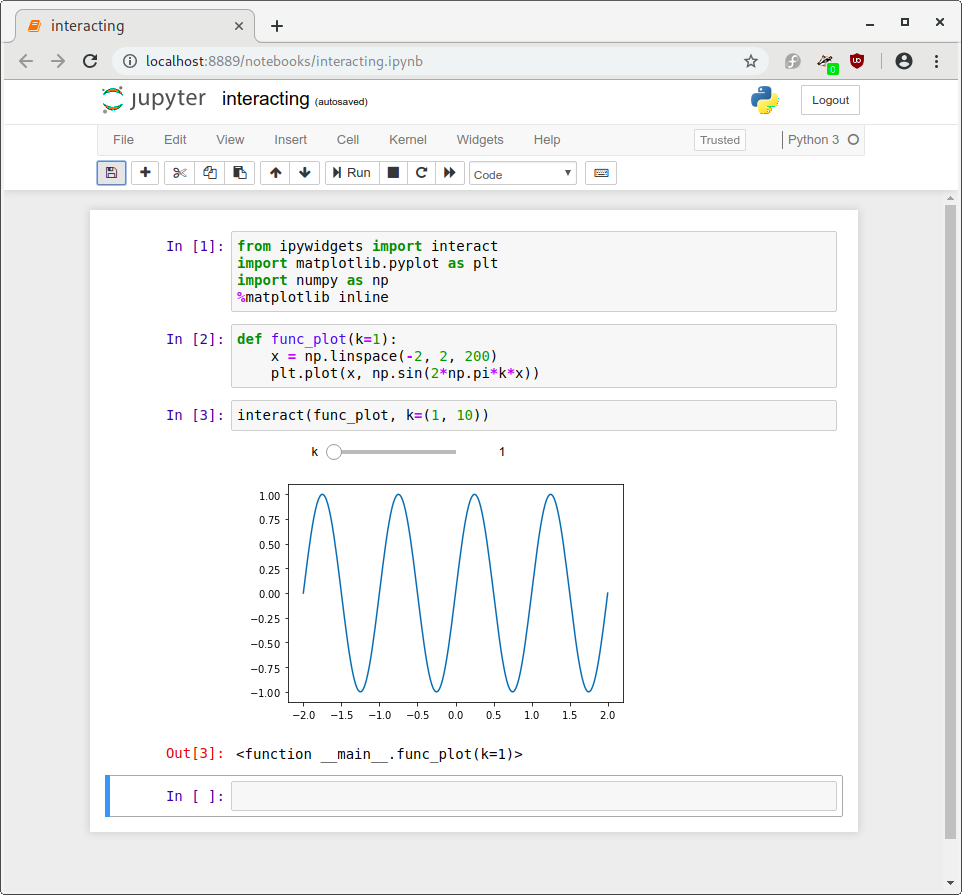 interacting
localhost:8889/notebooks/interacting.ipynb
0
jupyter interacting (autosaved)
Logout
File Edit View Insert Cell Kernel Widgets Help Trusted Python 3
Run Code
In [1]: from ipywidgets import interact
import matplotlib.pyplot as plt
import numpy as np
%matplotlib inline
In [2]: def func_plot(k=1):
    x = np.linspace(-2, 2, 200)
    plt.plot(x, np.sin(2*np.pi*k*x))
In [3]: interact(func_plot, k=(1, 10))
k 1
1.00
0.75
0.50
0.25
0.00
−0.25
−0.50
−0.75
−1.00
−2.0 −1.5 −1.0 −0.5 0.0 0.5 1.0 1.5 2.0
Out[3]: <function __main__.func_plot(k=1)>
In [ ]: